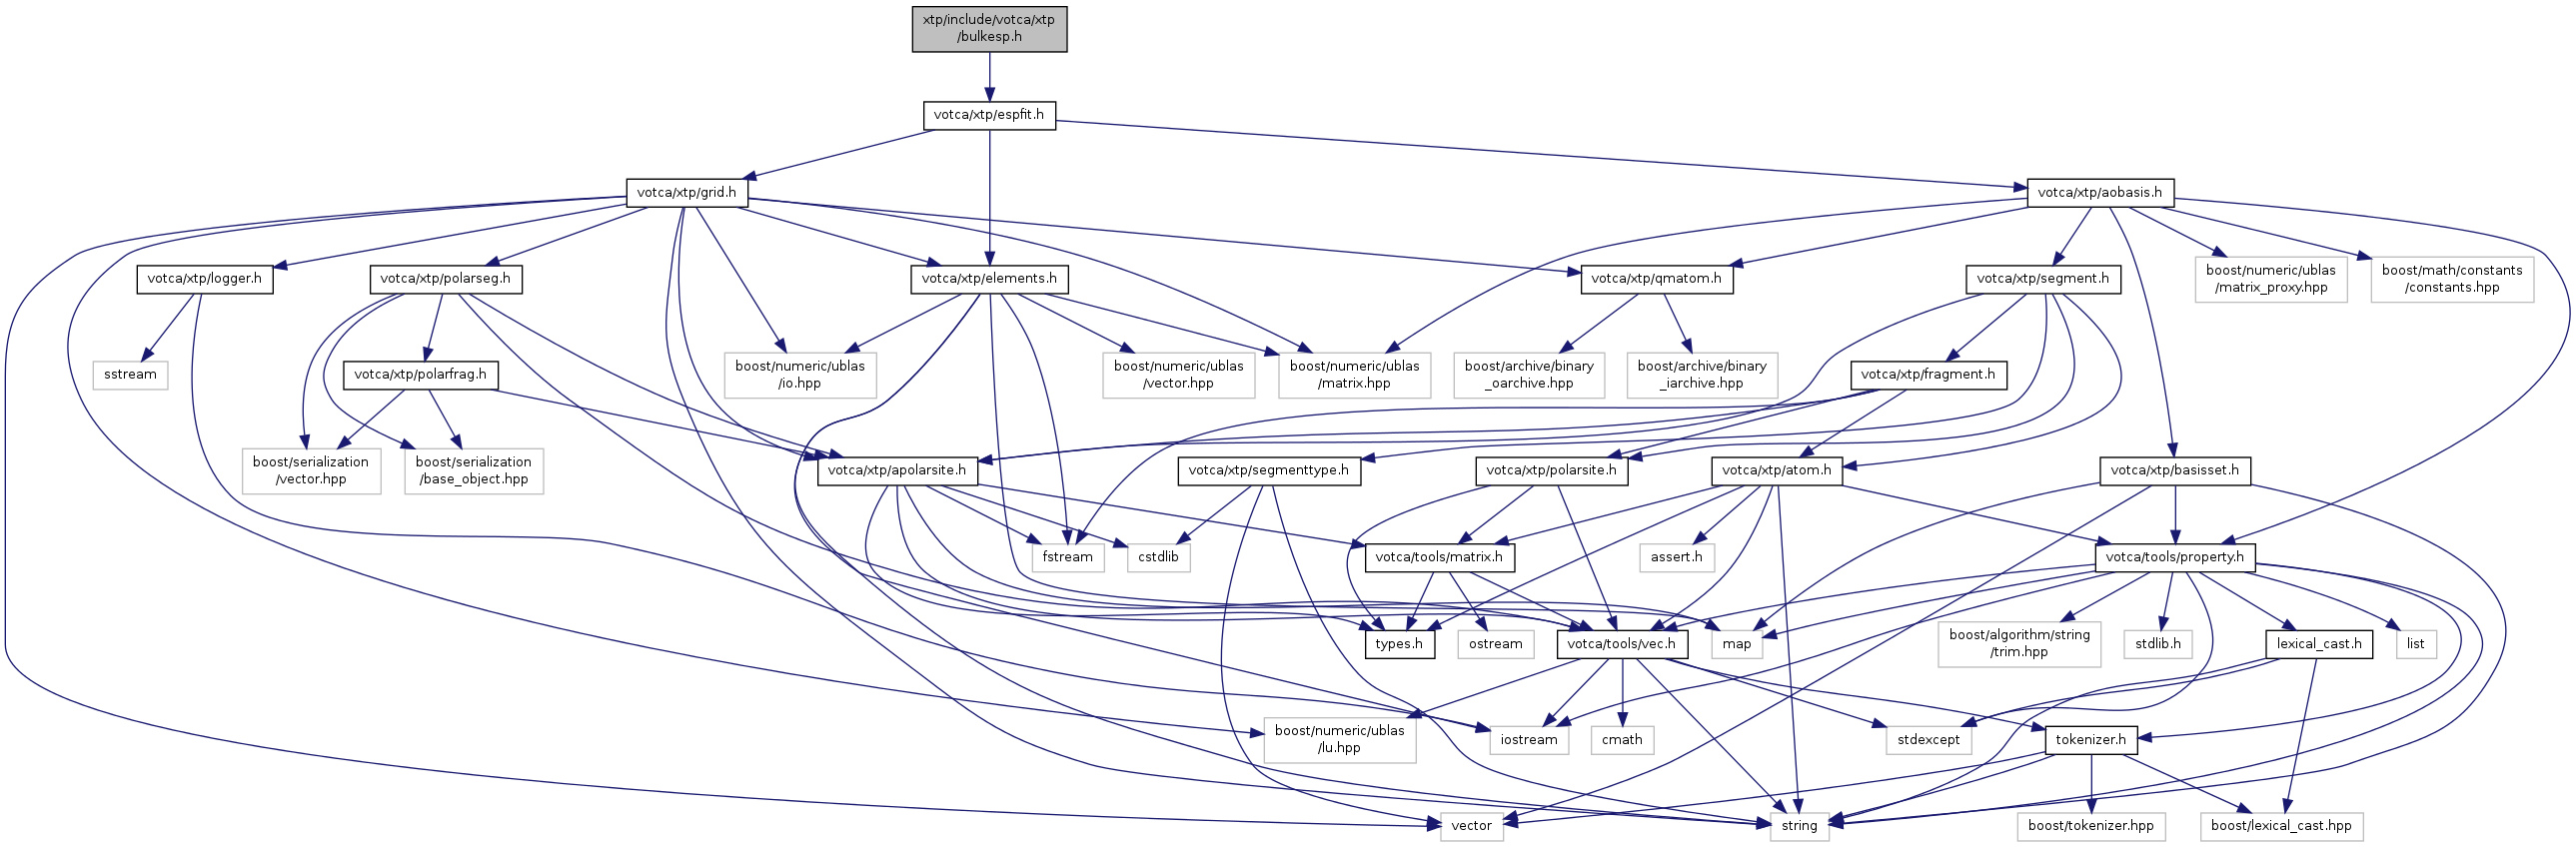 xtp/include/votca/xtp
/bulkesp.h
votca/xtp/espfit.h
votca/xtp/grid.h
votca/xtp/aobasis.h
votca/xtp/logger.h
votca/xtp/polarseg.h
votca/xtp/elements.h
votca/xtp/qmatom.h
votca/xtp/segment.h
boost/numeric/ublas
/matrix_proxy.hpp
boost/math/constants
/constants.hpp
sstream
votca/xtp/polarfrag.h
boost/numeric/ublas
/io.hpp
boost/numeric/ublas
/vector.hpp
boost/numeric/ublas
/matrix.hpp
boost/archive/binary
_oarchive.hpp
boost/archive/binary
_iarchive.hpp
votca/xtp/fragment.h
boost/serialization
/vector.hpp
boost/serialization
/base_object.hpp
votca/xtp/apolarsite.h
votca/xtp/segmenttype.h
votca/xtp/polarsite.h
votca/xtp/atom.h
votca/xtp/basisset.h
fstream
cstdlib
votca/tools/matrix.h
assert.h
votca/tools/property.h
types.h
ostream
votca/tools/vec.h
map
boost/algorithm/string
/trim.hpp
stdlib.h
lexical_cast.h
list
boost/numeric/ublas
/lu.hpp
iostream
cmath
stdexcept
tokenizer.h
vector
string
boost/tokenizer.hpp
boost/lexical_cast.hpp